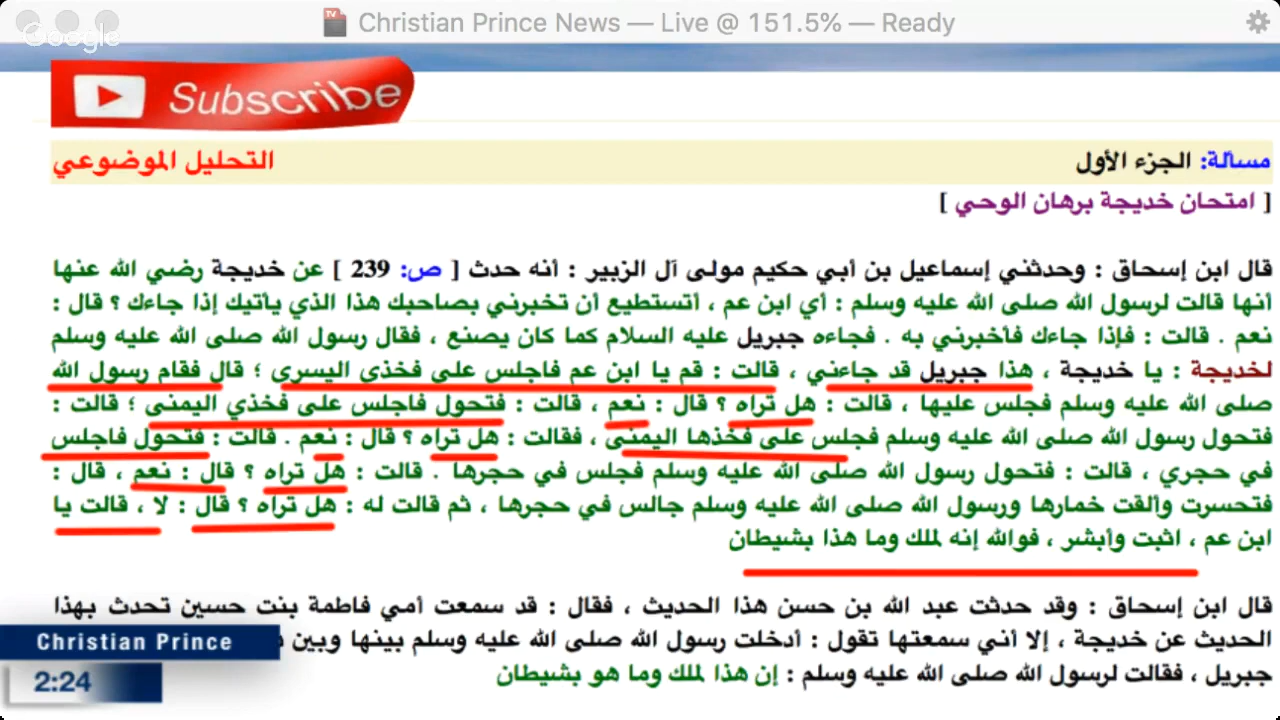 Christian Prince News — Live @ 151.5% — Ready
Google
Subscribe
مسألة: الجزء الأول
التحليل الموضوعي
[ امتحان خديجة برهان الوحي ]
قال ابن إسحاق : وحدثني إسماعيل بن أبي حكيم مولى آل الزبير : أنه حدث [ ص: 239 ] عن خديجة رضي الله عنها
أنها قالت لرسول الله صلى الله عليه وسلم : أي ابن عم ، أتستطيع أن تخبرني بصاحبك هذا الذي يأتيك إذا جاءك ؟ قال :
نعم . قالت : فإذا جاءك فأخبرني به . فجاءه جبريل عليه السلام كما كان يصنع ، فقال رسول الله صلى الله عليه وسلم
لخديجة : يا خديجة ، هذا جبريل قد جاءني ، قالت : قم يا ابن عم فاجلس على فخذي اليسرى ؛ قال فقام رسول الله
صلى الله عليه وسلم فجلس عليها ، قالت : هل تراه ؟ قال : نعم ، قالت : فتحول فاجلس على فخذي اليمنى ؛ قالت :
فتحول رسول الله صلى الله عليه وسلم فجلس على فخذها اليمنى ، فقالت : هل تراه ؟ قال : نعم . قالت : فتحول فاجلس
في حجري ، قالت : فتحول رسول الله صلى الله عليه وسلم فجلس في حجرها . قالت : هل تراه ؟ قال : نعم ، قال :
فتحسرت وألقت خمارها ورسول الله صلى الله عليه وسلم جالس في حجرها ، ثم قالت له : هل تراه ؟ قال : لا ، قالت يا
ابن عم ، اثبت وأبشر ، فوالله إنه لملك وما هذا بشيطان
قال ابن إسحاق : وقد حدثت عبد الله بن حسن هذا الحديث ، فقال : قد سمعت أمي فاطمة بنت حسين تحدث بهذا
الحديث عن خديجة ، إلا أني سمعتها تقول : أدخلت رسول الله صلى الله عليه وسلم بينها وبين
جبريل ، فقالت لرسول الله صلى الله عليه وسلم : إن هذا لملك وما هو بشيطان
Christian Prince
2:24